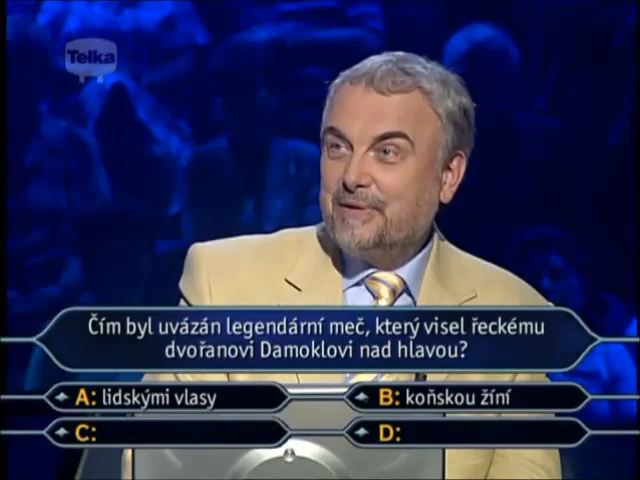 Telka
Čím byl uvázán legendární meč, který visel řeckému
dvořanovi Damoklovi nad hlavou?
A: lidskými vlasy
B: koňskou žíní
C:
D: